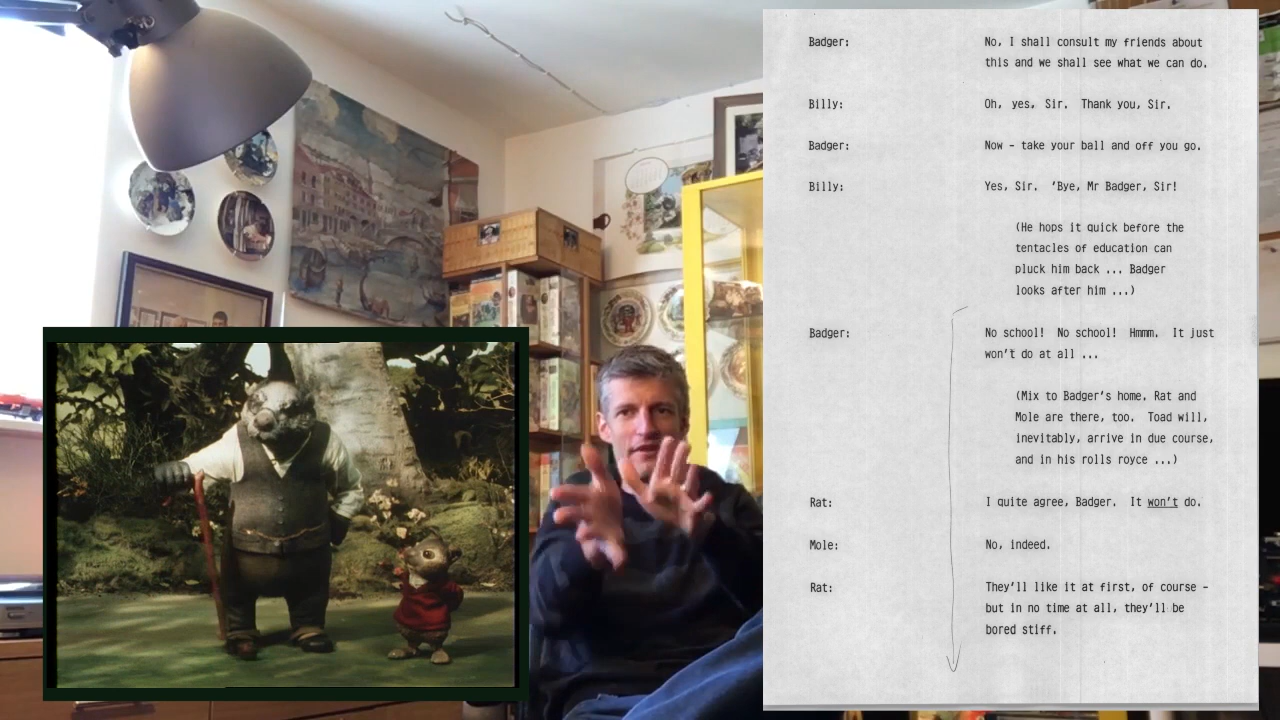 Badger: No, I shall consult my friends about
this and we shall see what we can do.
Billy: Oh, yes, Sir. Thank you, Sir.
Badger: Now - take your ball and off you go.
Billy: Yes, Sir. 'Bye, Mr Badger, Sir!
(He hops it quick before the
tentacles of education can
pluck him back ... Badger
looks after him ...)
Badger: No school! No school! Hmmm. It just
won't do at all ...
(Mix to Badger's home. Rat and
Mole are there, too. Toad will,
inevitably, arrive in due course,
and in his rolls royce ...)
Rat: I quite agree, Badger. It won't do.
Mole: No, indeed.
Rat: They'll like it at first, of course -
but in no time at all, they'll be
bored stiff.